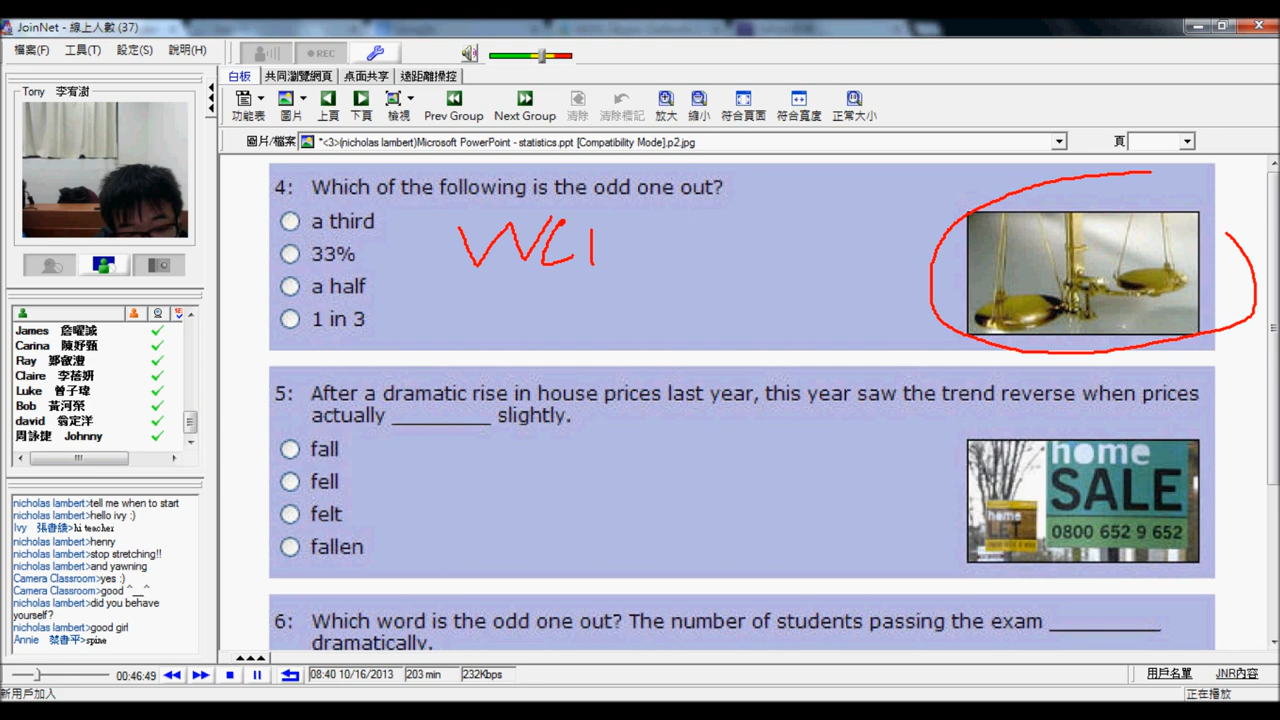 JoinNet - 線上人數 (37)
檔案(F) 工具(T) 設定(S) 說明(H)
REC
Tony 李宥澍
白板 共同瀏覽網頁 桌面共享 遠距離操控
功能表 圖片 上頁 下頁 檢視 Prev Group Next Group 清除 清除標記 放大 縮小 符合頁面 符合寬度 正常大小
圖片/檔案 *<3>(nicholas lambert)Microsoft PowerPoint - statistics.ppt [Compatibility Mode].p2.jpg 頁
James 詹曜誠
Carina 陳妤甄
Ray 鄭叡澄
Claire 李蓓妍
Luke 曾子瑋
Bob 黃河榮
david 翁定洋
周詠捷 Johnny
nicholas lambert>tell me when to start
nicholas lambert>hello ivy :)
Ivy 張書綾>hi teacher
nicholas lambert>henry
nicholas lambert>stop stretching!!
nicholas lambert>and yawning
Camera Classroom>yes :)
Camera Classroom>good ^__^
nicholas lambert>did you behave
yourself?
nicholas lambert>good girl
Annie 蔡書平>spine
4: Which of the following is the odd one out?
a third
33%
a half
1 in 3
WEI
5: After a dramatic rise in house prices last year, this year saw the trend reverse when prices
actually _________ slightly.
fall
fell
felt
fallen
home
SALE
0800 652 9 652
home
LET
6: Which word is the odd one out? The number of students passing the exam __________
dramatically.
00:46:49 08:40 10/16/2013 203 min 232Kbps 用戶名單 JNR內容
新用戶加入 正在播放